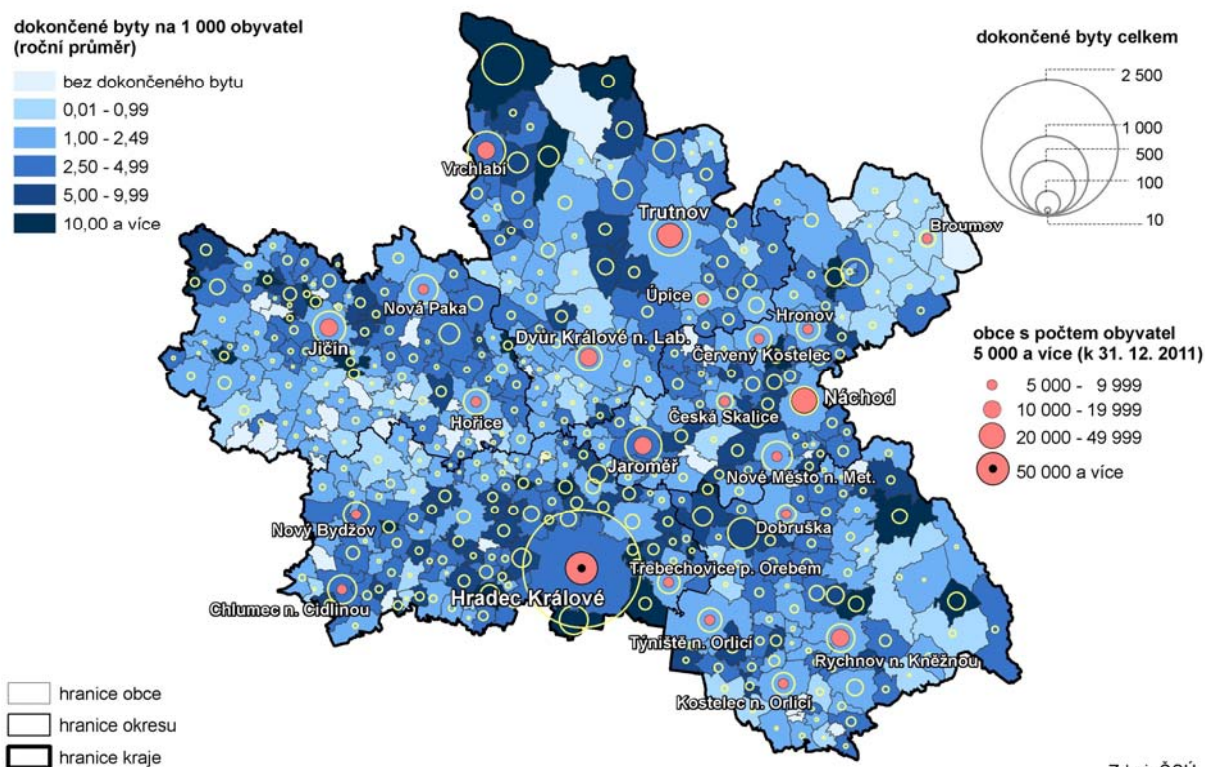 dokončené byty na 1 000 obyvatel
(roční průměr)
bez dokončeného bytu
0,01 - 0,99
1,00 - 2,49
2,50 - 4,99
5,00 - 9,99
10,00 a více
dokončené byty celkem
2 500
1 000
500
100
10
obce s počtem obyvatel
5 000 a více (k 31. 12. 2011)
5 000 - 9 999
10 000 - 19 999
20 000 - 49 999
50 000 a více
Vrchlabí
Trutnov
Broumov
Úpice
Nová Paka
Hronov
Jičín
Dvůr Králové n. Lab.
Červený Kostelec
Náchod
Česká Skalice
Hořice
Jaroměř
Nové Město n. Met.
Nový Bydžov
Dobruška
Třebechovice p. Orebem
Chlumec n. Cidlinou
Hradec Králové
Týniště n. Orlicí
Rychnov n. Kněžnou
Kostelec n. Orlicí
hranice obce
hranice okresu
hranice kraje